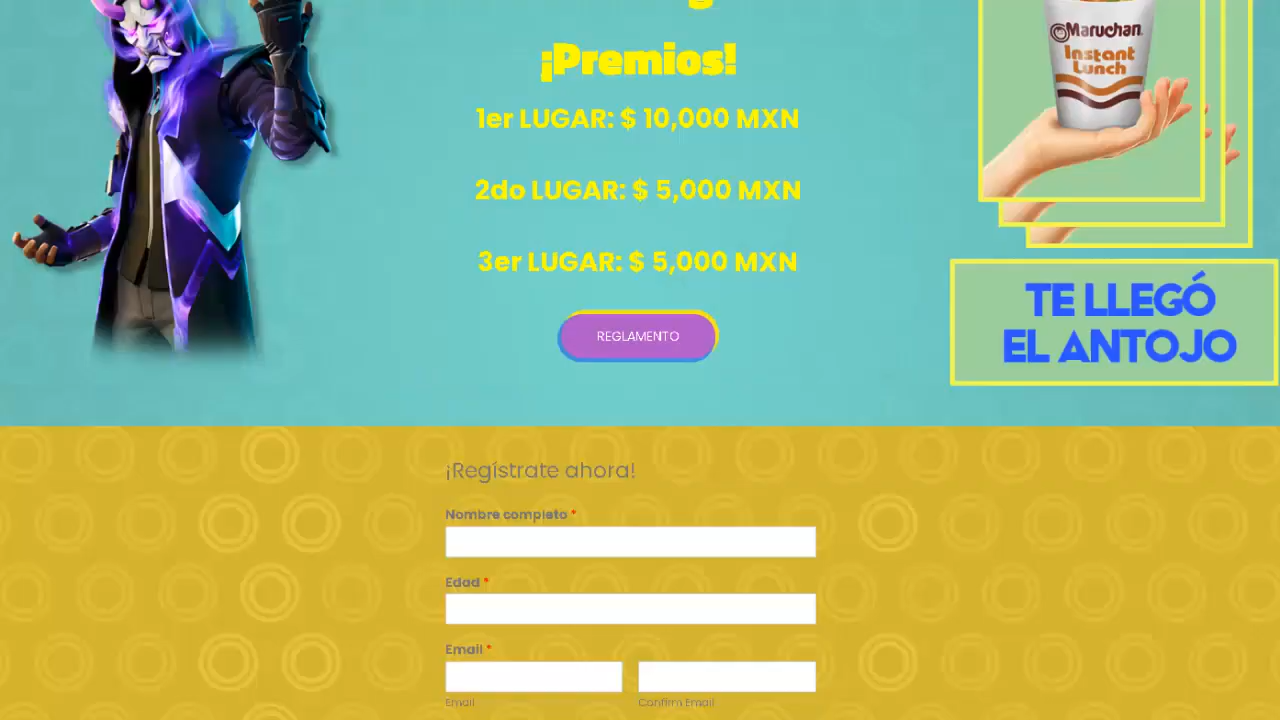 ¡Premios!
1er LUGAR: $ 10,000 MXN
2do LUGAR: $ 5,000 MXN
3er LUGAR: $ 5,000 MXN
REGLAMENTO
Maruchan
Instant
Lunch
TE LLEGÓ
EL ANTOJO
¡Regístrate ahora!
Nombre completo *
Edad *
Email *
Email
Confirm Email